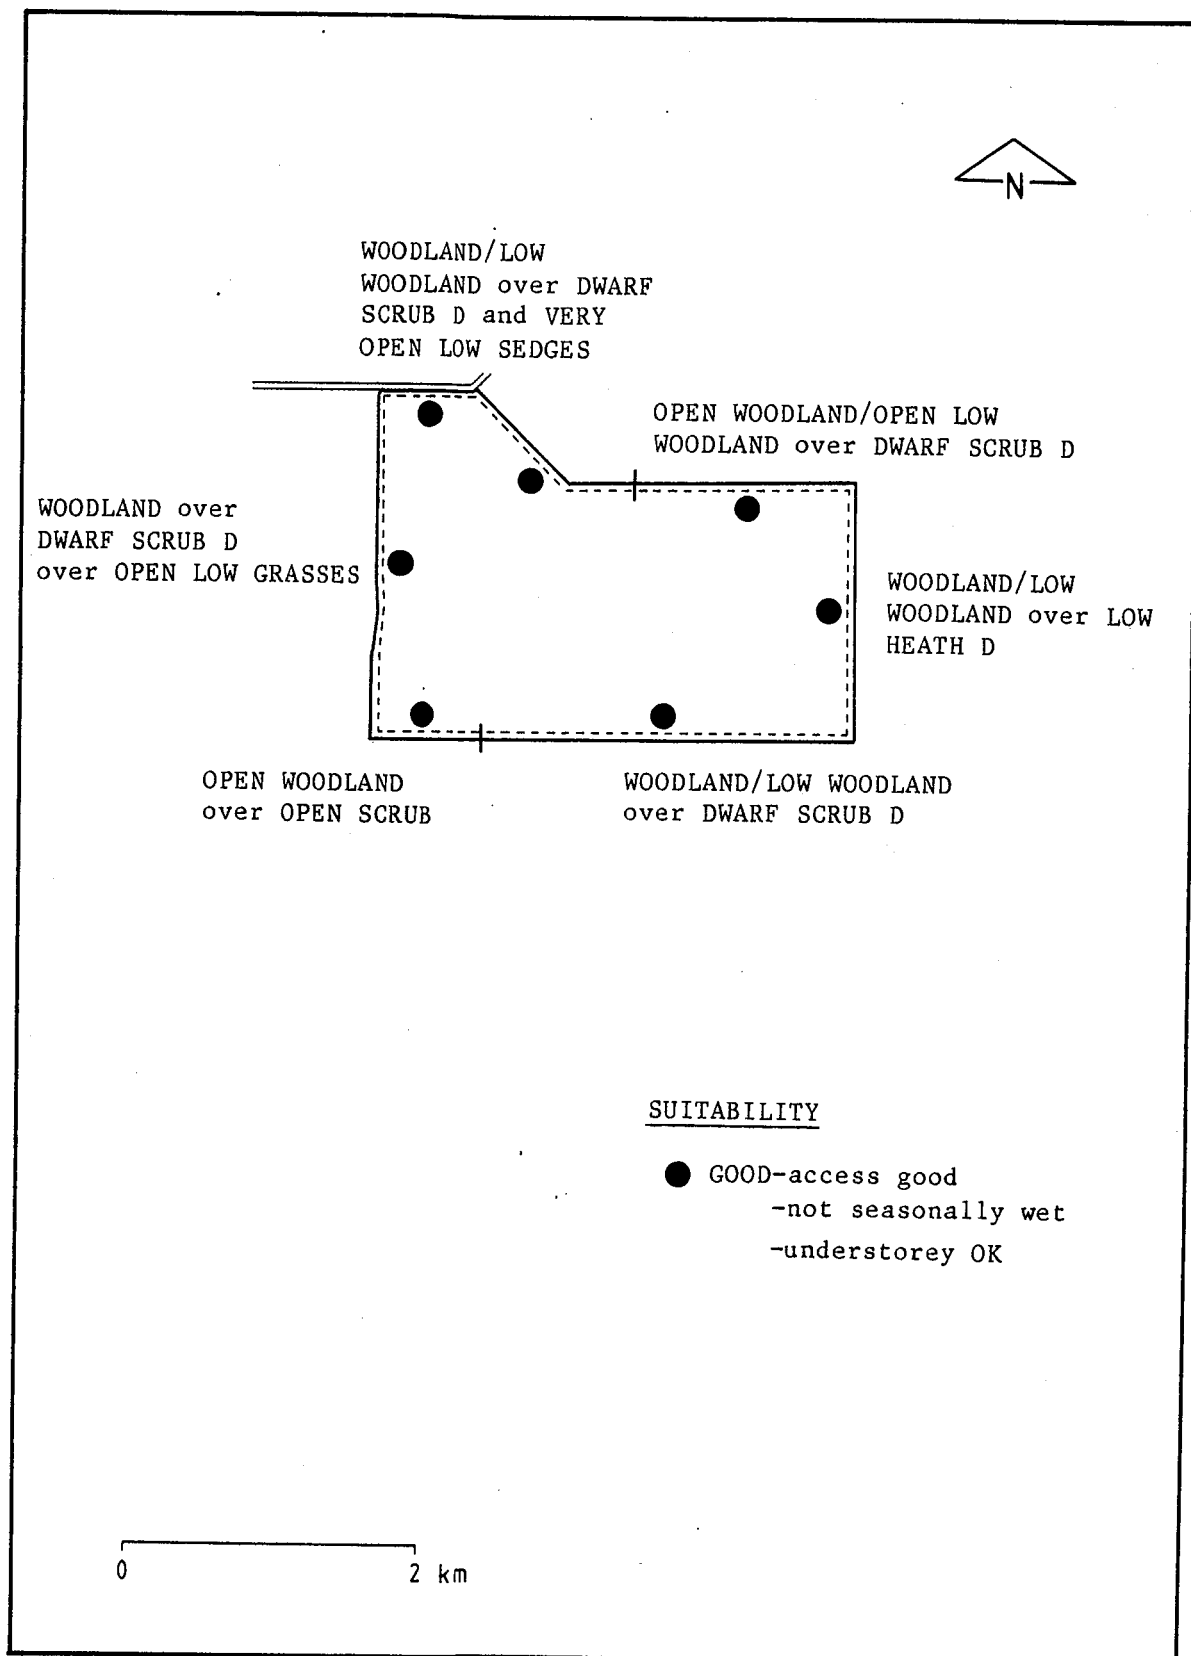 N
WOODLAND/LOW
WOODLAND over DWARF
SCRUB D and VERY
OPEN LOW SEDGES
OPEN WOODLAND/OPEN LOW
WOODLAND over DWARF SCRUB D
WOODLAND over
DWARF SCRUB D
over OPEN LOW GRASSES
WOODLAND/LOW
WOODLAND over LOW
HEATH D
OPEN WOODLAND
over OPEN SCRUB
WOODLAND/LOW WOODLAND
over DWARF SCRUB D
SUITABILITY
GOOD-access good
-not seasonally wet
-understorey OK
0 2 km